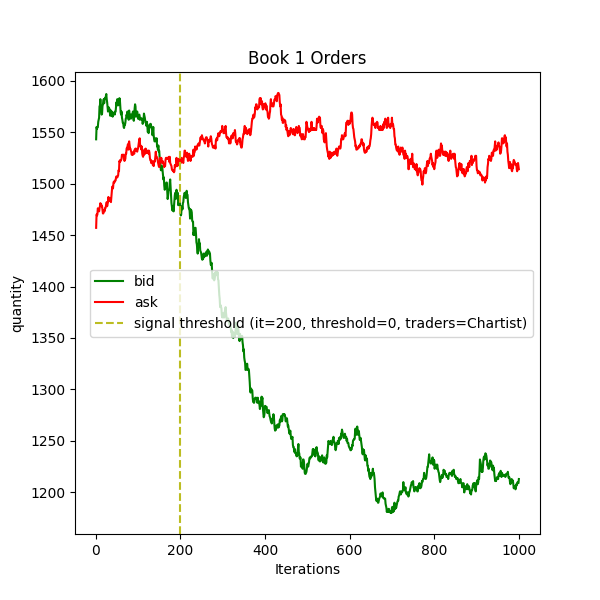 Book 1 Orders
1600
1550
1500
1450
1400
1350
1300
1250
1200
quantity
bid
ask
signal threshold (it=200, threshold=0, traders=Chartist)
0 200 400 600 800 1000
Iterations